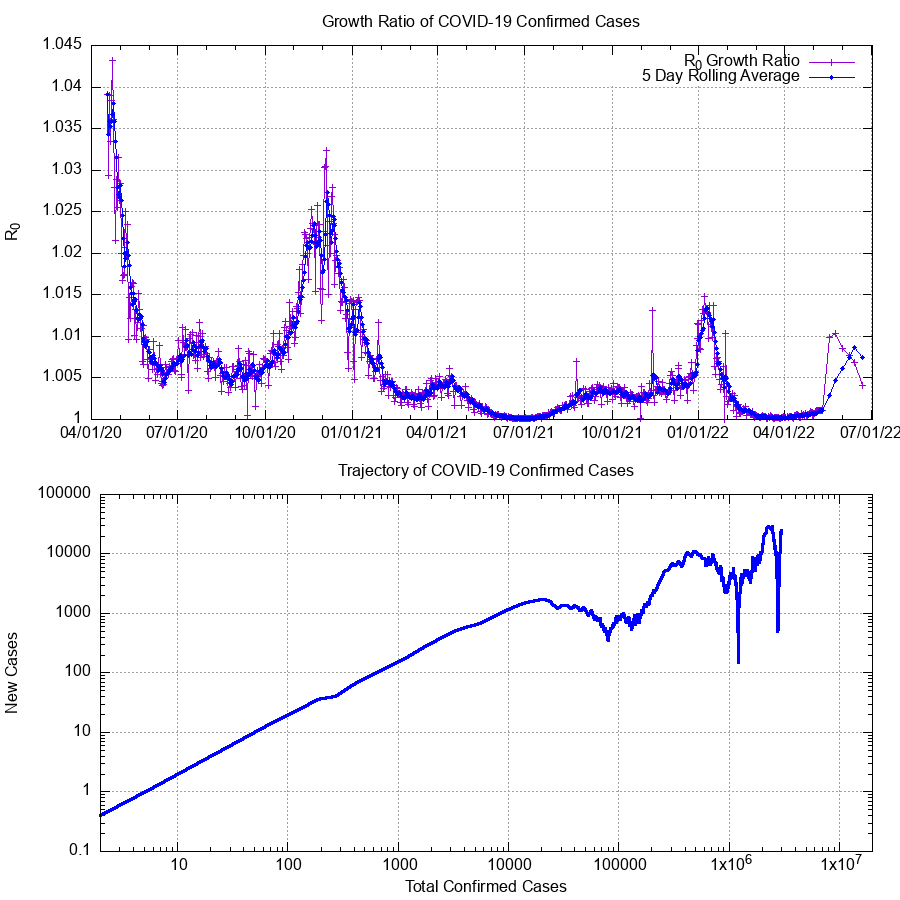 Growth Ratio of COVID-19 Confirmed Cases
1.045
1.04
1.035
1.03
1.025
1.02
1.015
1.01
1.005
1
R0
R0 Growth Ratio
5 Day Rolling Average
04/01/20 07/01/20 10/01/20 01/01/21 04/01/21 07/01/21 10/01/21 01/01/22 04/01/22 07/01/22
Trajectory of COVID-19 Confirmed Cases
100000
10000
1000
100
10
1
0.1
New Cases
10 100 1000 10000 100000 1x10^6 1x10^7
Total Confirmed Cases